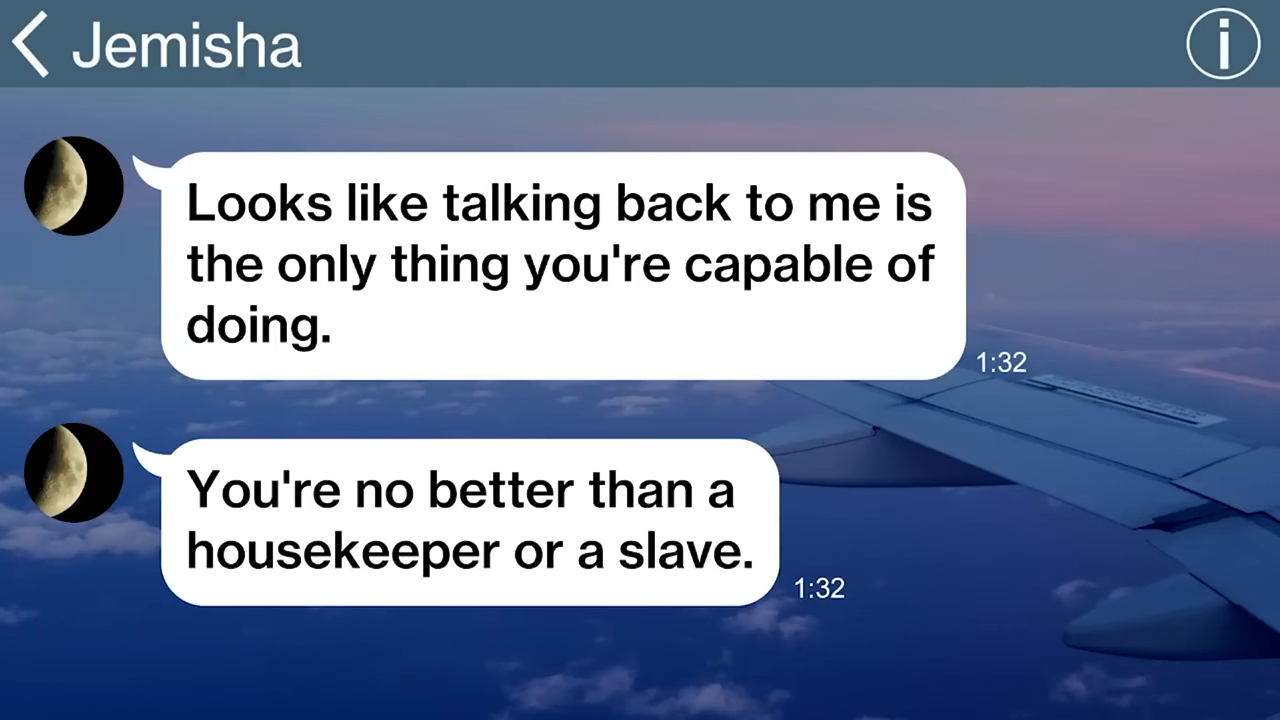 Jemisha
Looks like talking back to me is
the only thing you're capable of
doing.
1:32
You're no better than a
housekeeper or a slave.
1:32